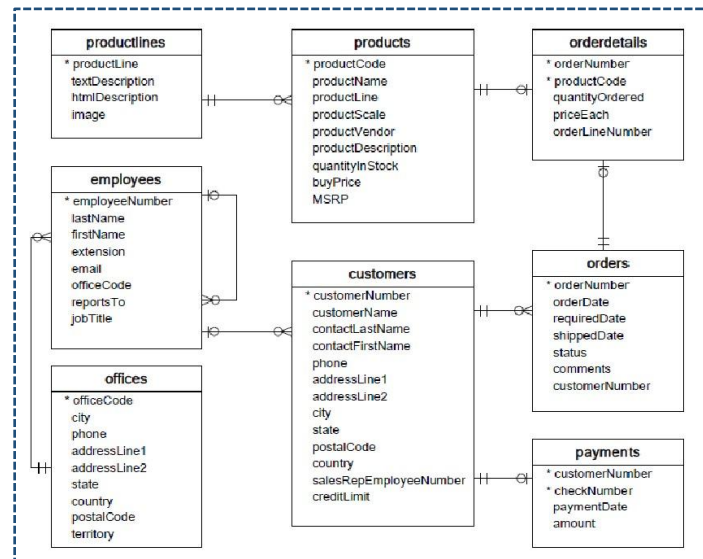 productlines
* productLine
textDescription
htmlDescription
image
products
* productCode
productName
productLine
productScale
productVendor
productDescription
quantityInStock
buyPrice
MSRP
orderdetails
* orderNumber
* productCode
quantityOrdered
priceEach
orderLineNumber
employees
* employeeNumber
lastName
firstName
extension
email
officeCode
reportsTo
jobTitle
customers
* customerNumber
customerName
contactLastName
contactFirstName
phone
addressLine1
addressLine2
city
state
postalCode
country
salesRepEmployeeNumber
creditLimit
orders
* orderNumber
orderDate
requiredDate
shippedDate
status
comments
customerNumber
offices
* officeCode
city
phone
addressLine1
addressLine2
state
country
postalCode
territory
payments
* customerNumber
* checkNumber
paymentDate
amount